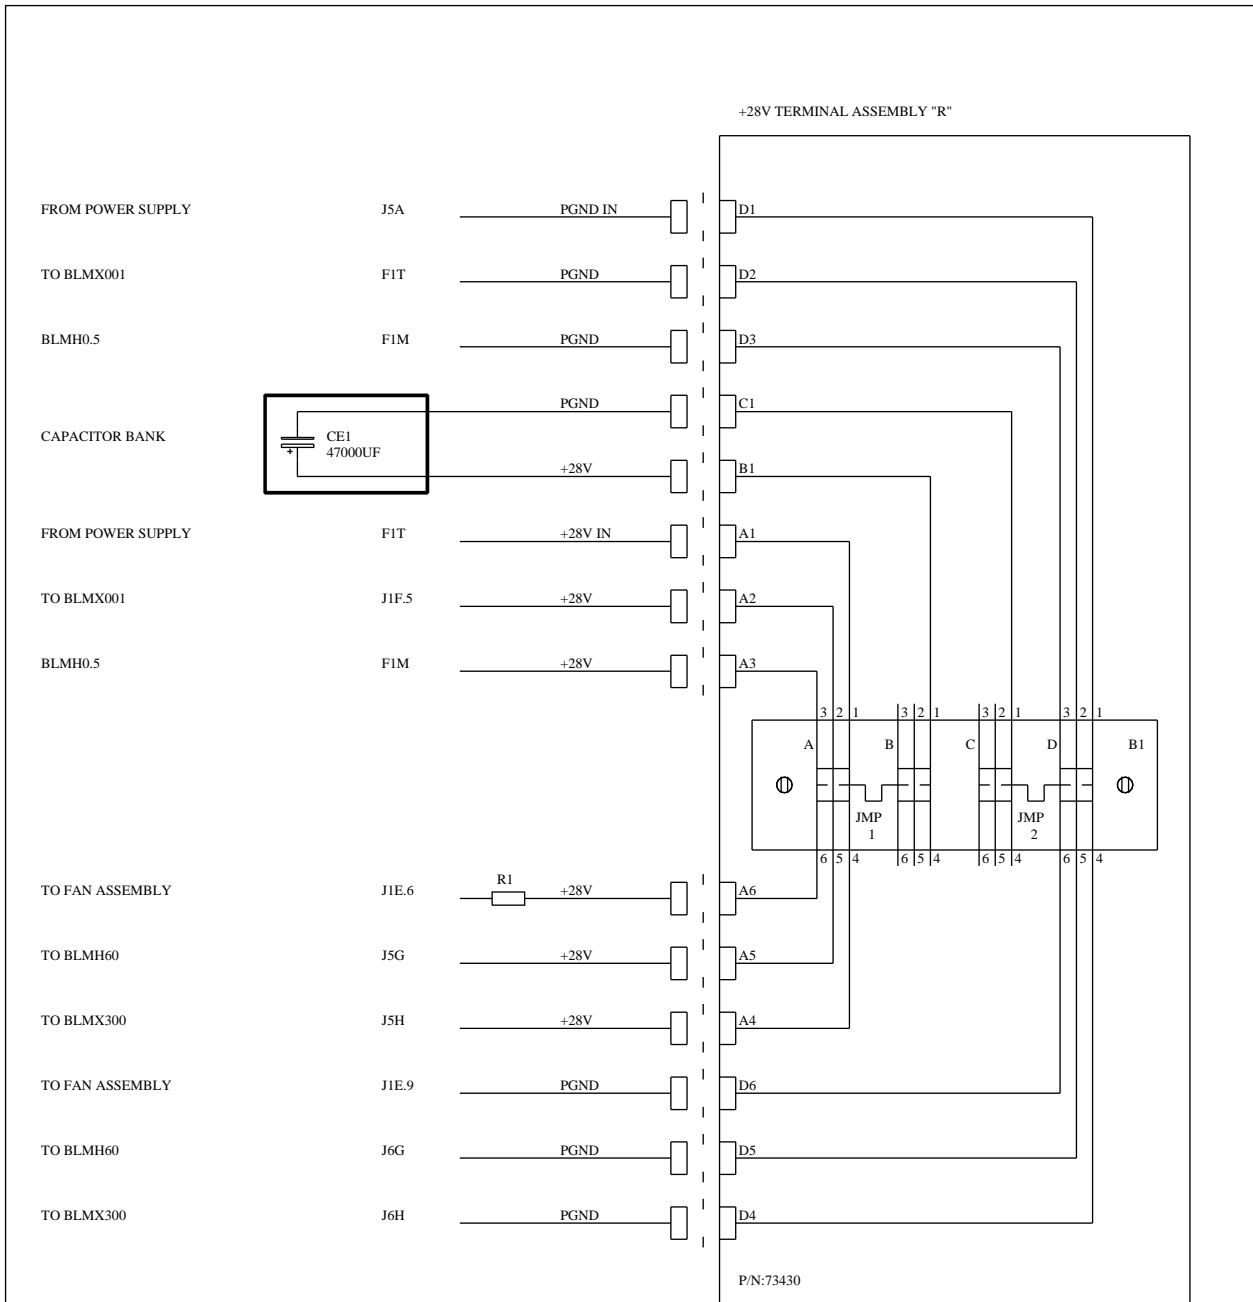 +28V TERMINAL ASSEMBLY "R"
FROM POWER SUPPLY J5A PGND IN D1
TO BLMX001 F1T PGND D2
BLMH0.5 F1M PGND D3
PGND C1
CAPACITOR BANK CE1
47000UF
+
+28V B1
FROM POWER SUPPLY F1T +28V IN A1
TO BLMX001 J1F.5 +28V A2
BLMH0.5 F1M +28V A3
3 2 1 3 2 1 3 2 1 3 2 1
A B C D B1
JMP JMP
1 2
6 5 4 6 5 4 6 5 4 6 5 4
R1
TO FAN ASSEMBLY J1E.6 +28V A6
TO BLMH60 J5G +28V A5
TO BLMX300 J5H +28V A4
TO FAN ASSEMBLY J1E.9 PGND D6
TO BLMH60 J6G PGND D5
TO BLMX300 J6H PGND D4
P/N:73430